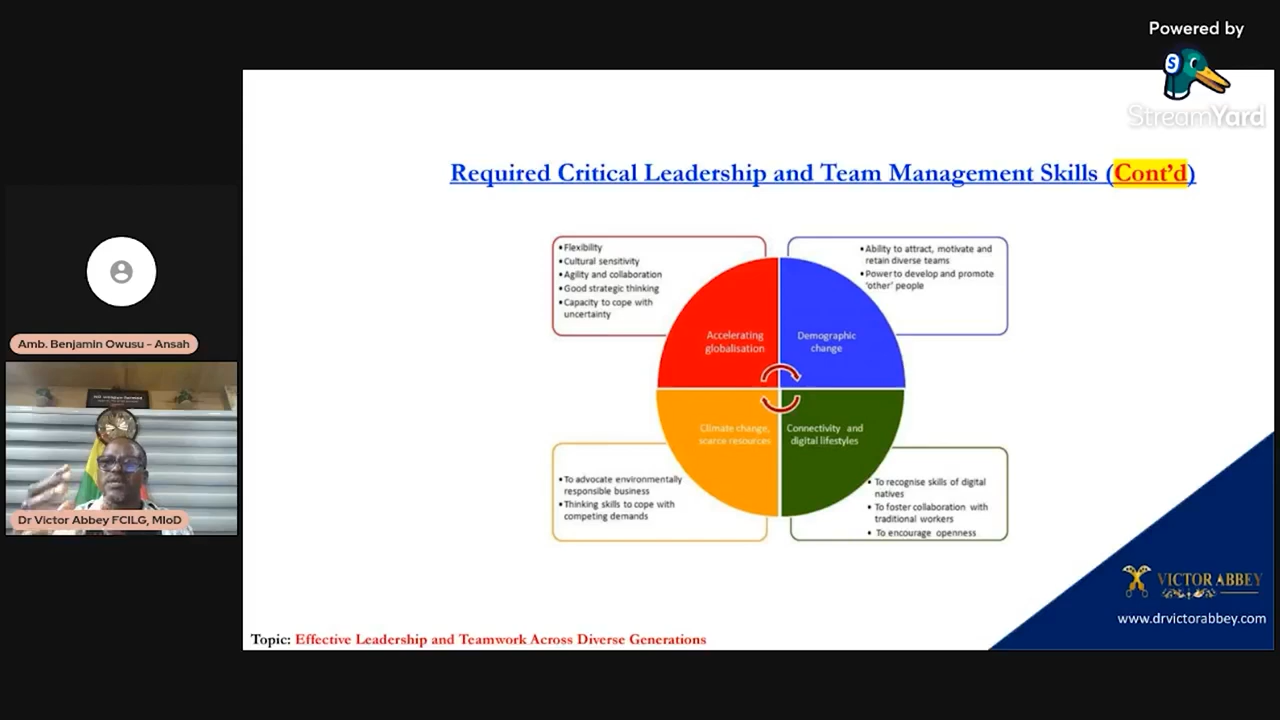 Powered by
S
StreamYard
Required Critical Leadership and Team Management Skills (Cont’d)
•Flexibility
•Cultural sensitivity
•Agility and collaboration
•Good strategic thinking
•Capacity to cope with
uncertainty
•Ability to attract, motivate and
retain diverse teams
•Power to develop and promote
‘other’ people
Accelerating
globalisation
Demographic
change
Climate change,
scarce resources
Connectivity and
digital lifestyles
•To advocate environmentally
responsible business
•Thinking skills to cope with
competing demands
• To recognise skills of digital
natives
• To foster collaboration with
traditional workers
• To encourage openness
Amb. Benjamin Owusu - Ansah
Dr Victor Abbey FCILG, MIoD
VICTOR ABBEY
www.drvictorabbey.com
Topic: Effective Leadership and Teamwork Across Diverse Generations